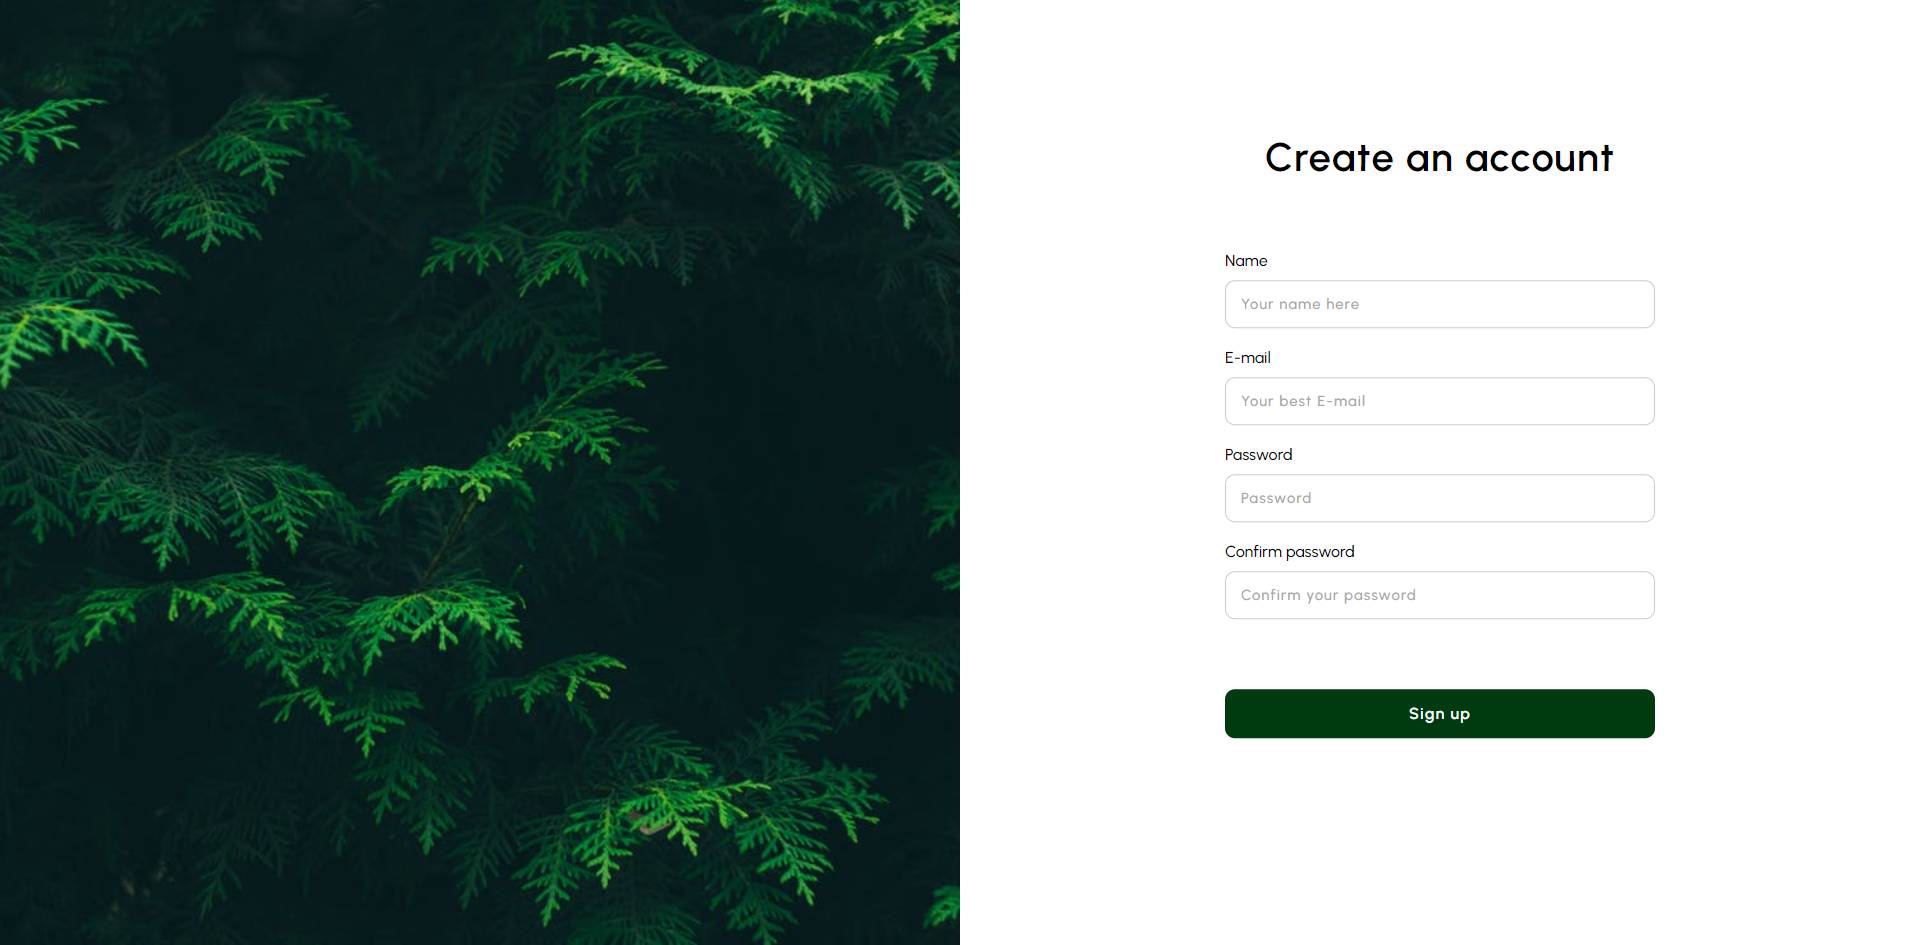 Create an account
Name
Your name here
E-mail
Your best E-mail
Password
Password
Confirm password
Confirm your password
Sign up